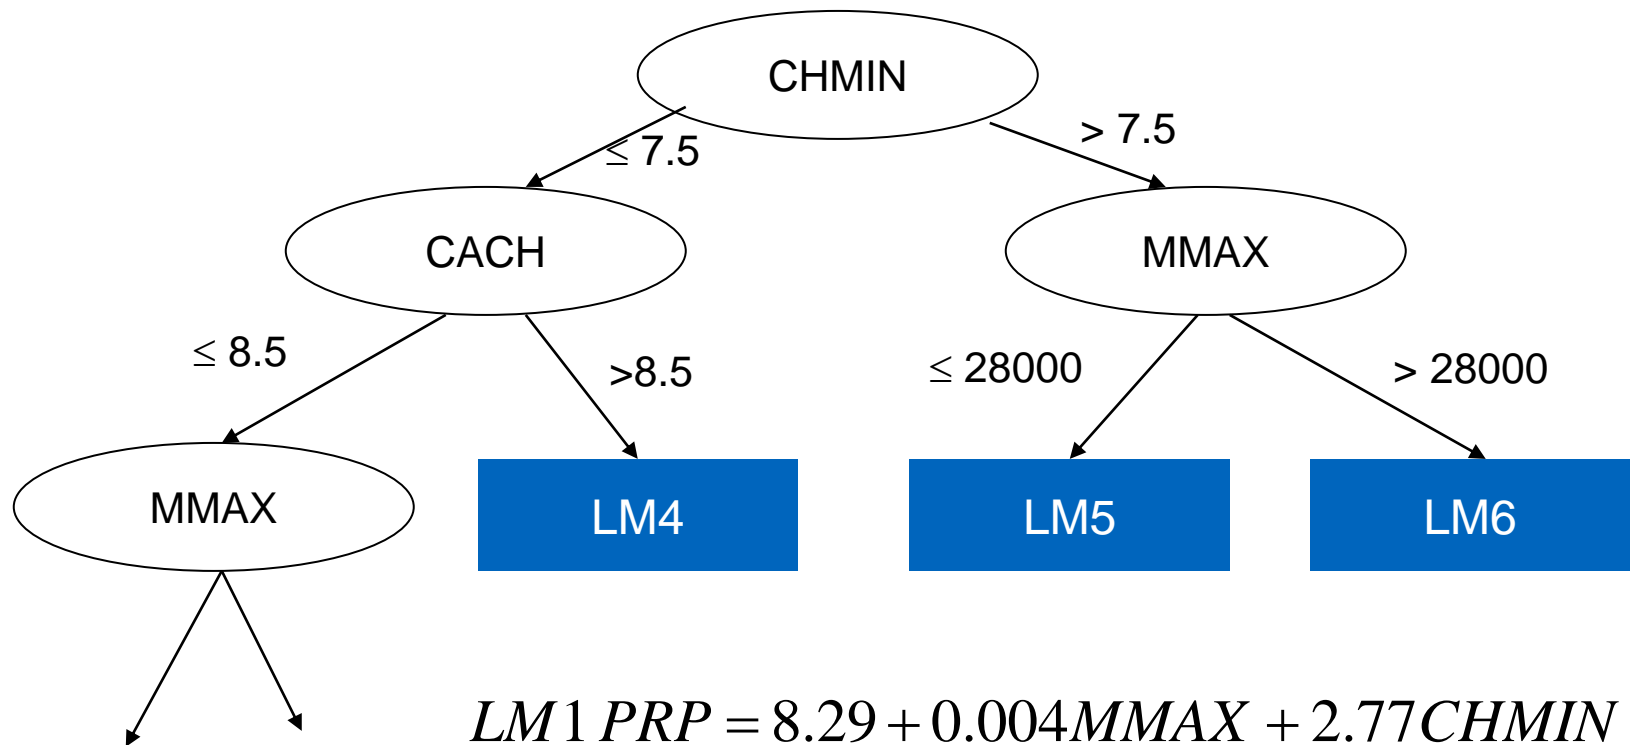 CHMIN
≤ 7.5
> 7.5
CACH
MMAX
≤ 8.5
>8.5
≤ 28000
> 28000
MMAX
LM4
LM5
LM6
LM1 PRP = 8.29 + 0.004MMAX + 2.77CHMIN